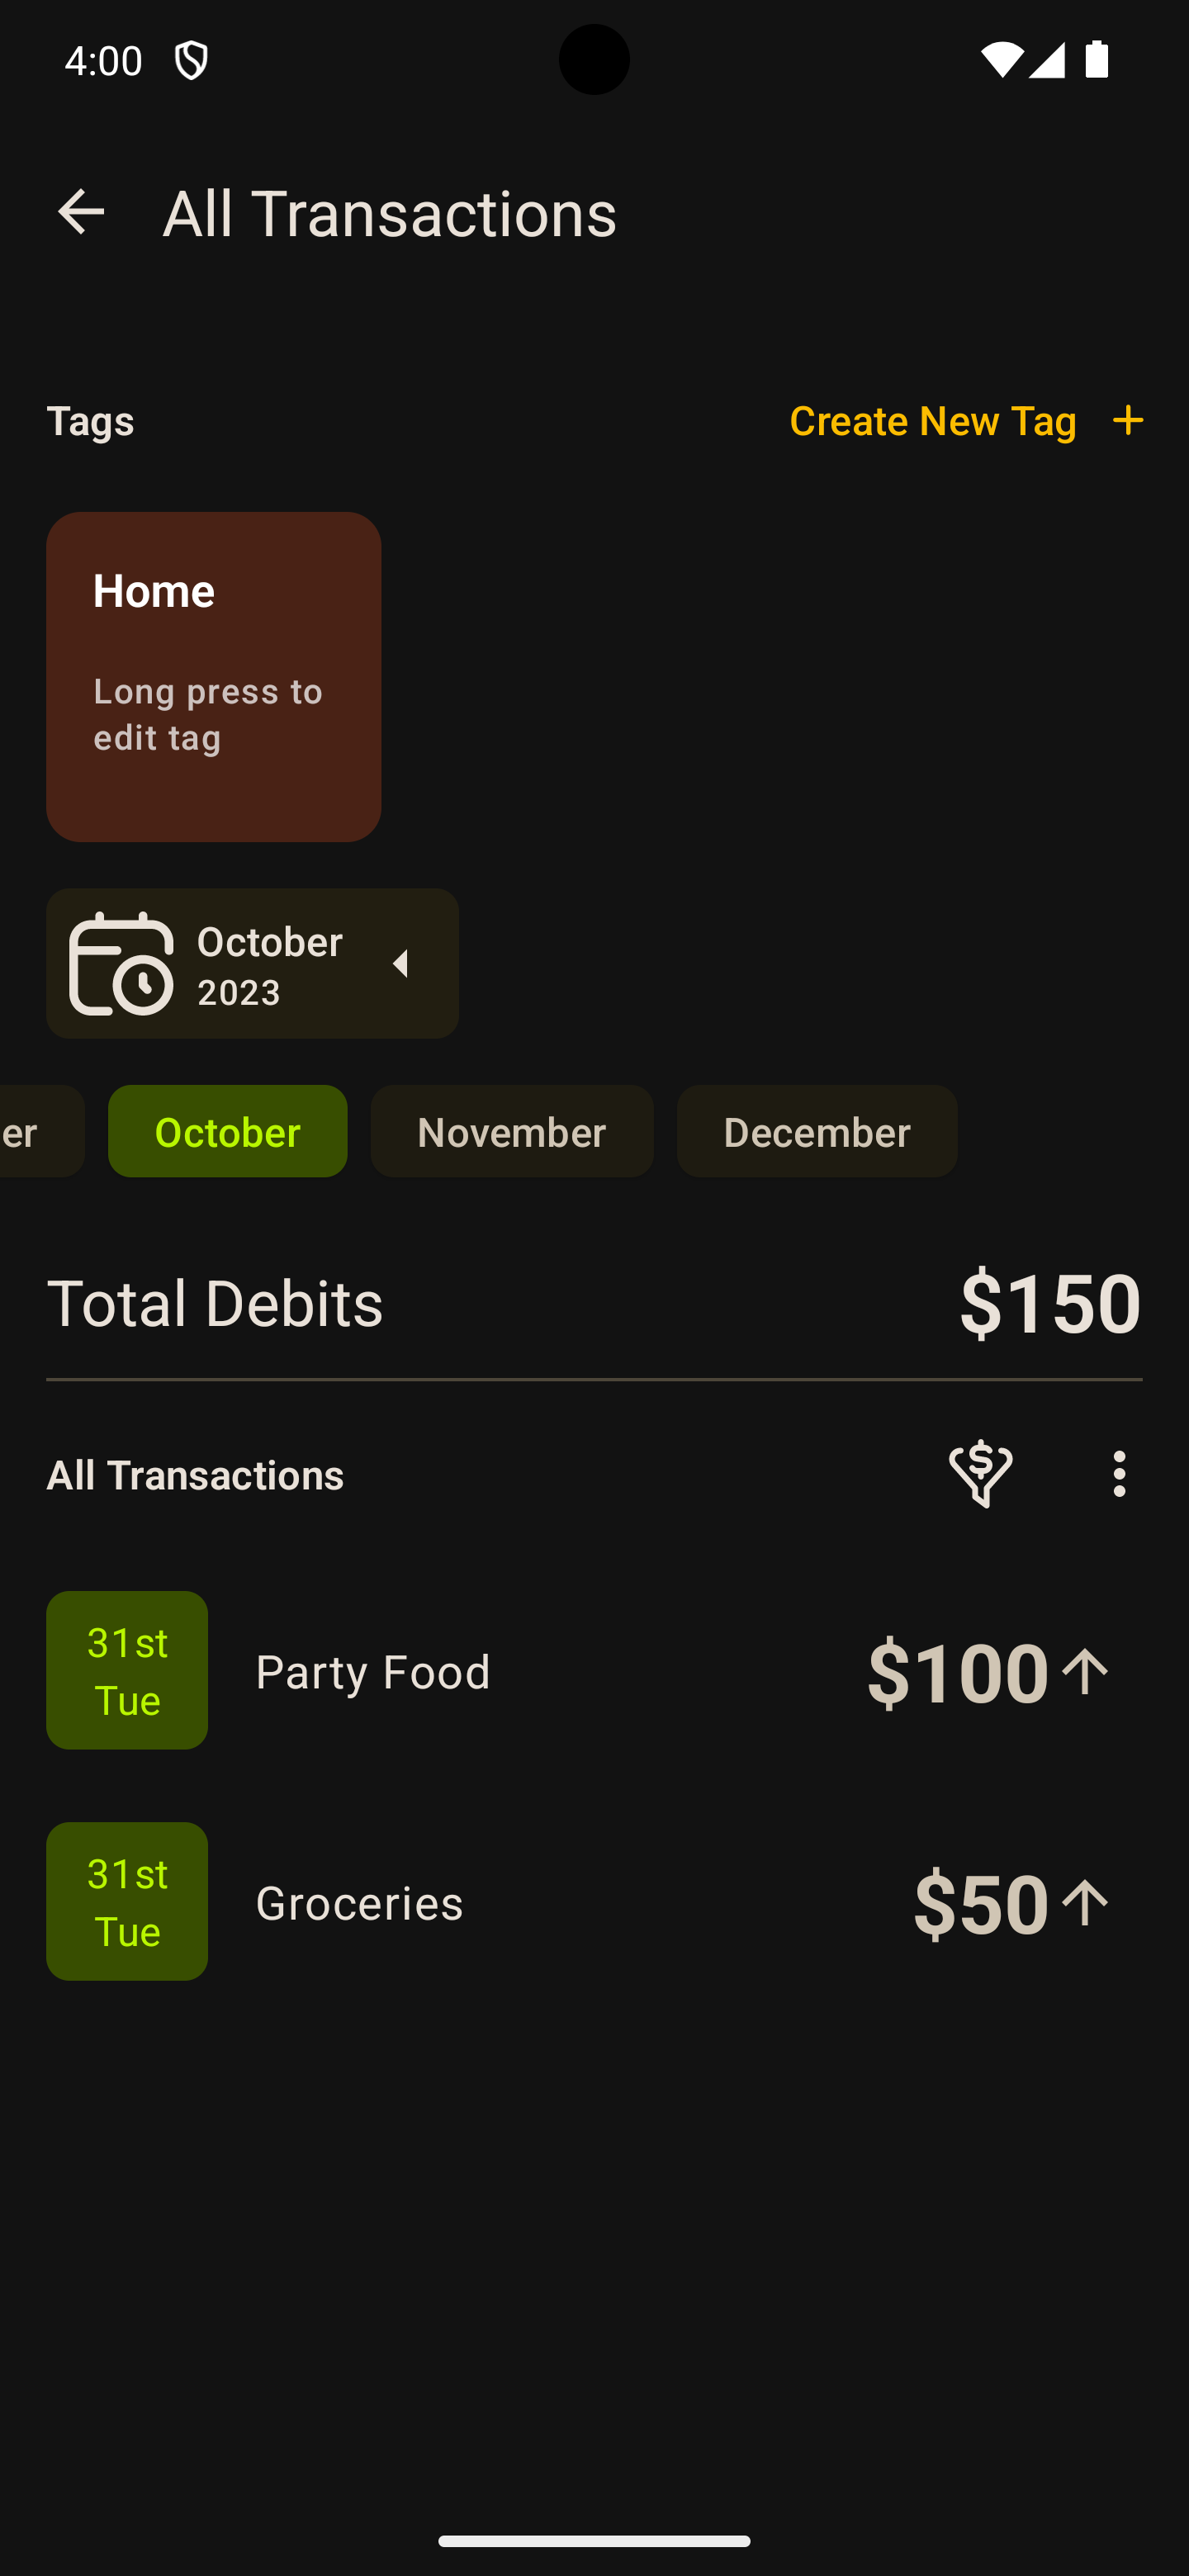 4:00
All Transactions
Tags
Create New Tag +
Home
Long press to
edit tag
October
2023
er
October
November
December
Total Debits
$150
All Transactions
31st
Tue
Party Food
$100
31st
Tue
Groceries
$50